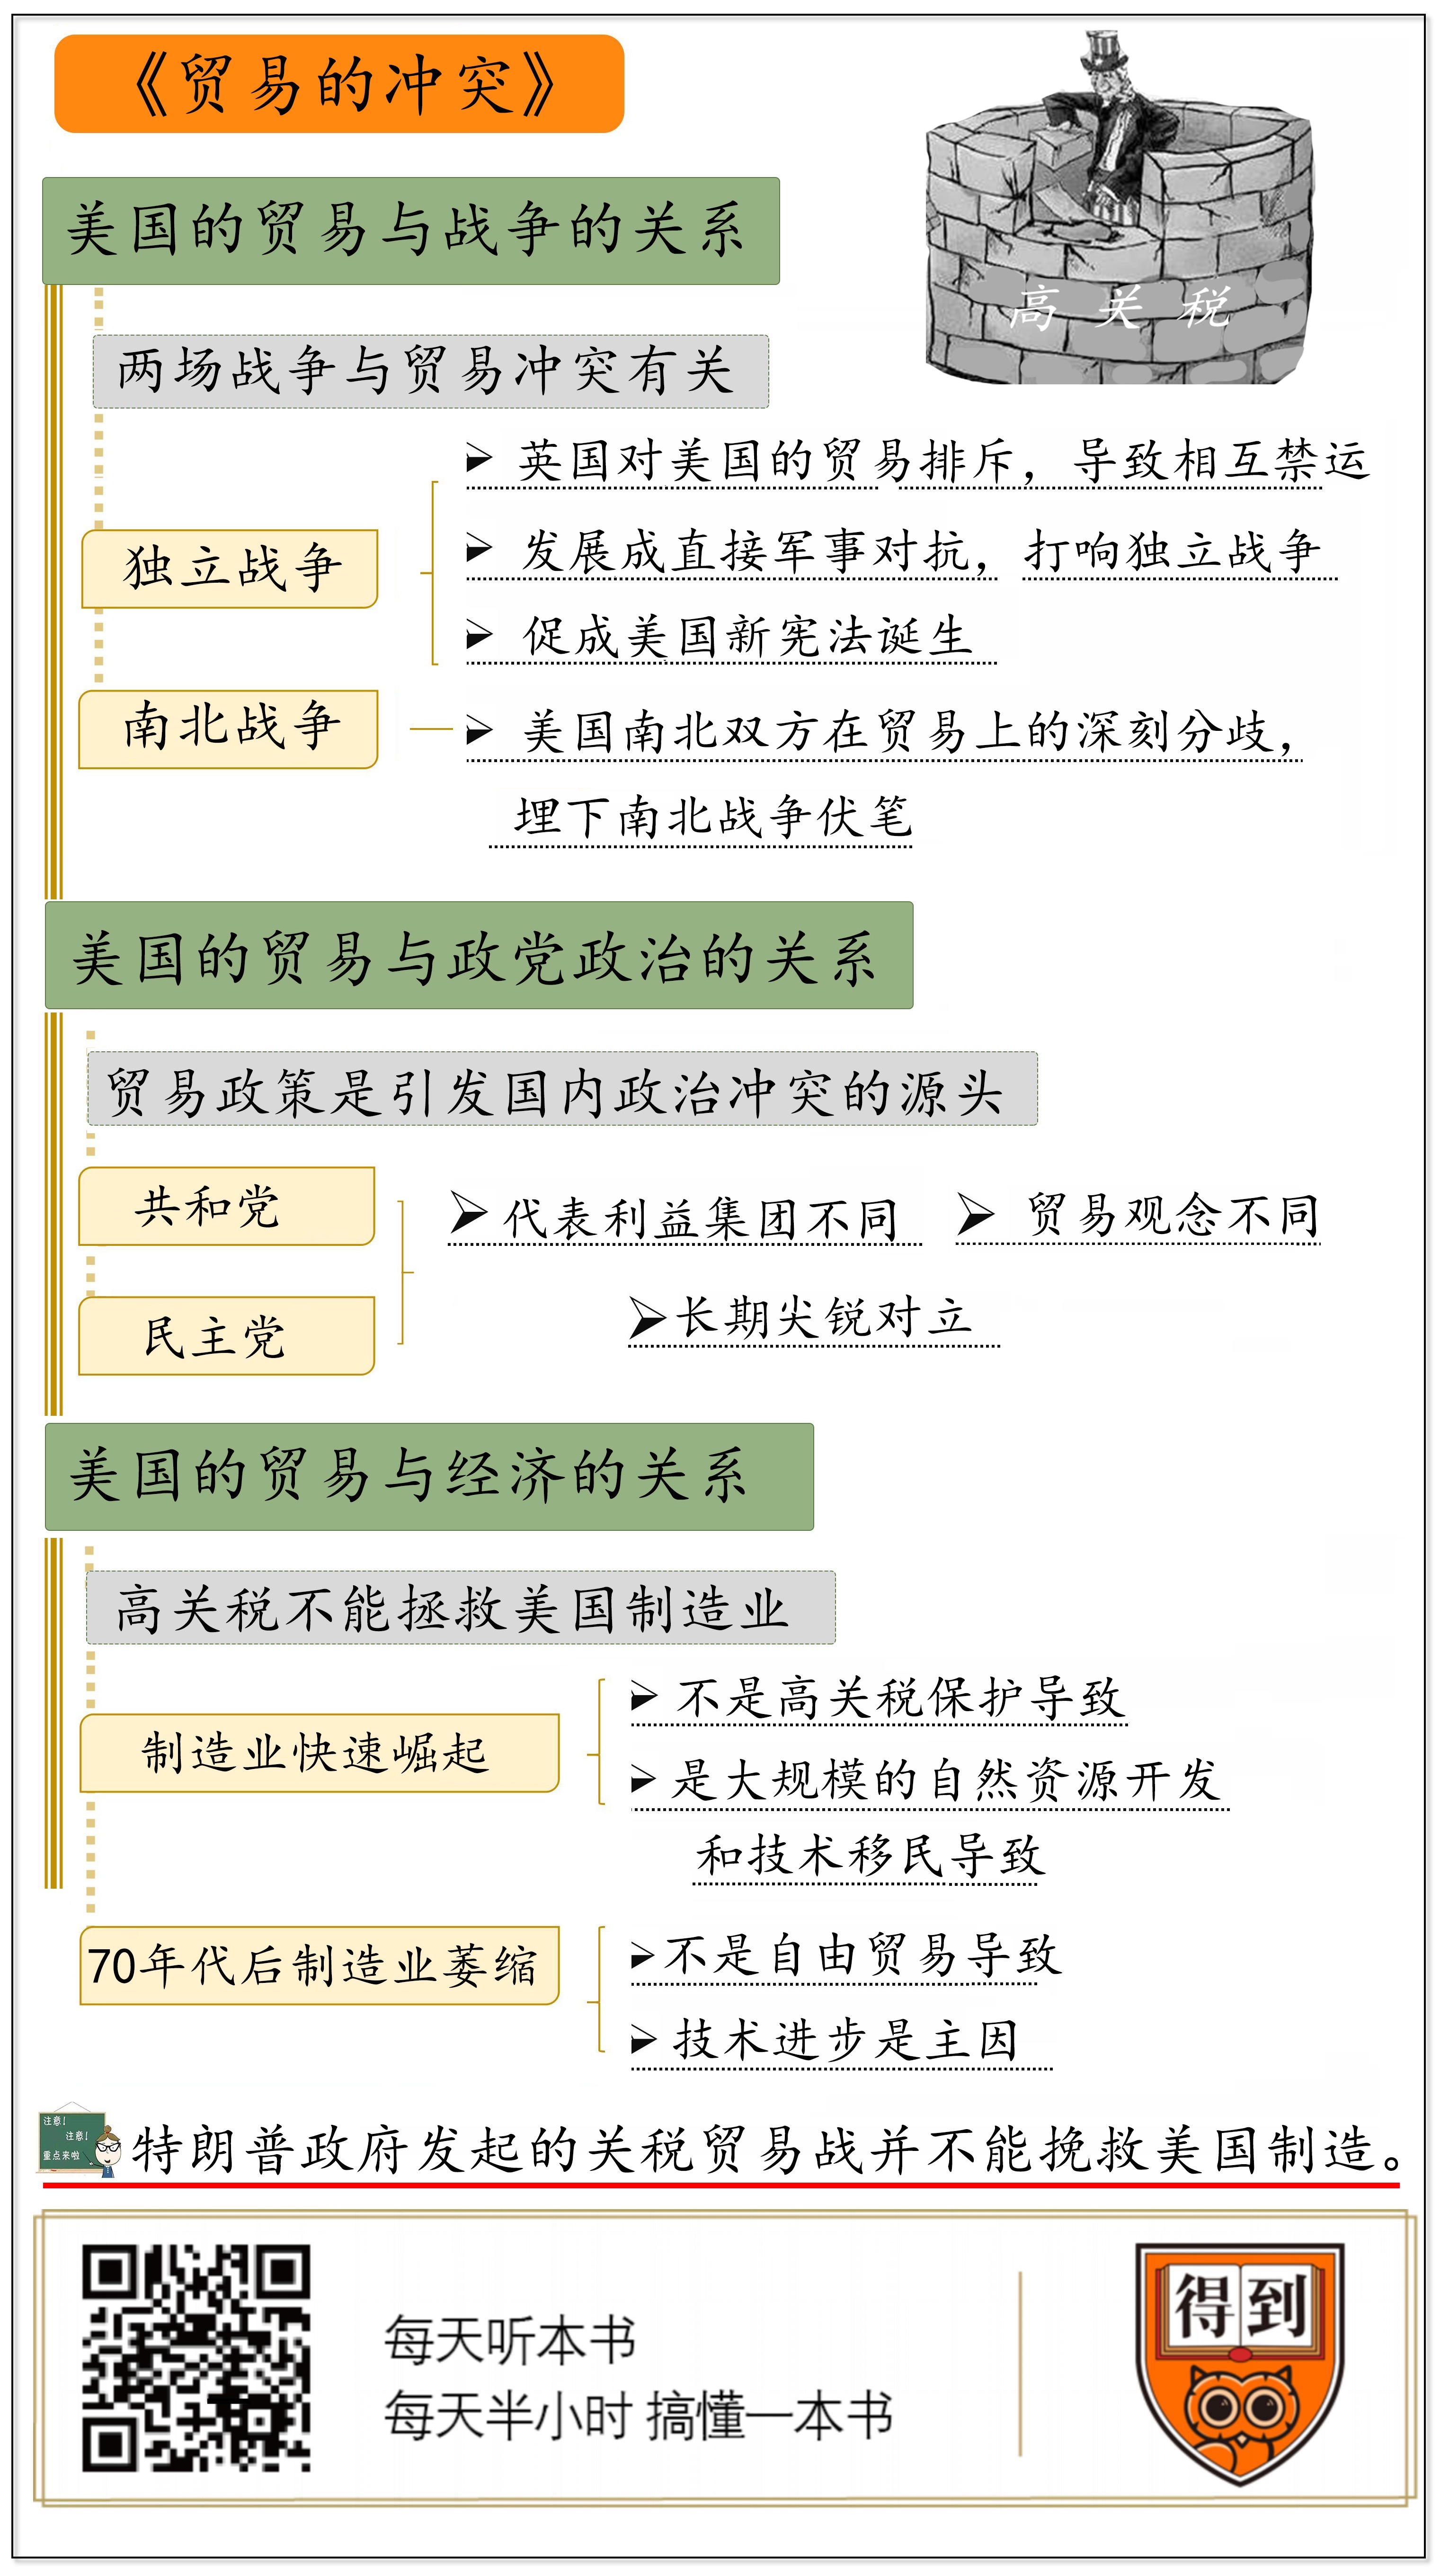 《贸易的冲突》
高关税
美国的贸易与战争的关系
两场战争与贸易冲突有关
独立战争
英国对美国的贸易排斥，导致相互禁运
发展成直接军事对抗，打响独立战争
促成美国新宪法诞生
南北战争
美国南北双方在贸易上的深刻分歧，
埋下南北战争伏笔
美国的贸易与政党政治的关系
贸易政策是引发国内政治冲突的源头
共和党
民主党
代表利益集团不同
贸易观念不同
长期尖锐对立
美国的贸易与经济的关系
高关税不能拯救美国制造业
制造业快速崛起
不是高关税保护导致
是大规模的自然资源开发
和技术移民导致
70年代后制造业萎缩
不是自由贸易导致
技术进步是主因
注意！
注意！
重点来啦
特朗普政府发起的关税贸易战并不能挽救美国制造。
每天听本书
每天半小时 搞懂一本书
得到